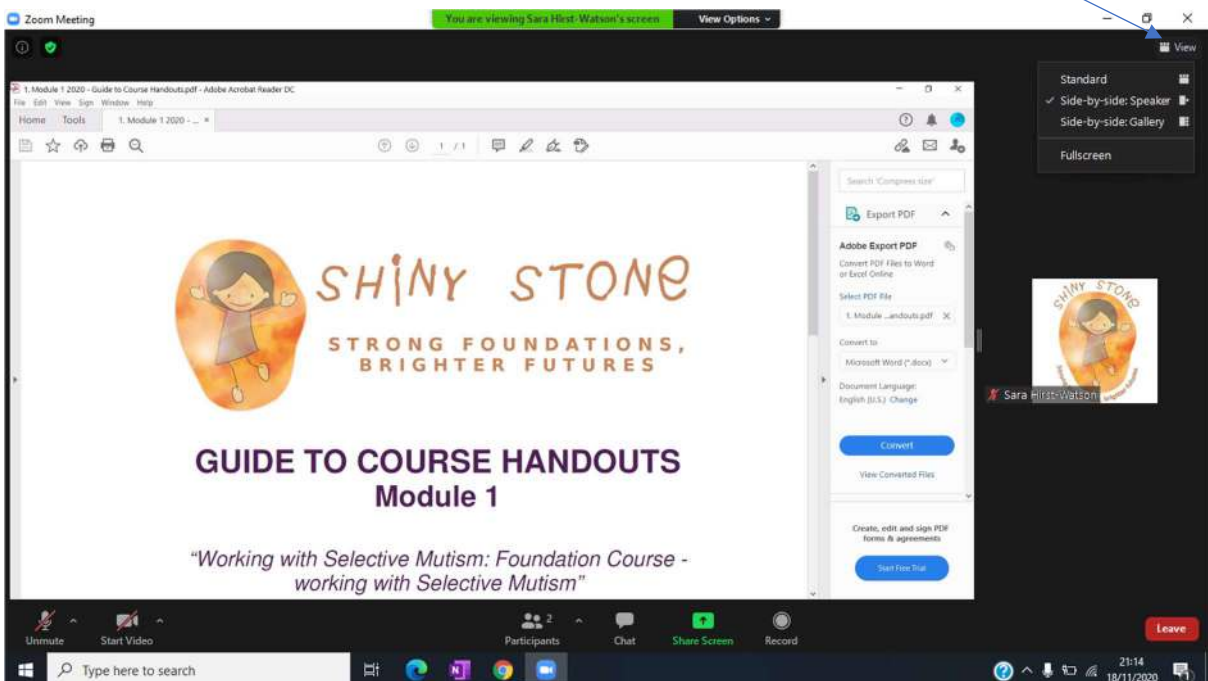 Zoom Meeting
You are viewing Sara Hirst-Watson's screen
View Options
View
Standard
Side-by-side: Speaker
Side-by-side: Gallery
Fullscreen
1. Module 1 2020 - Guide to Course Handouts.pdf - Adobe Acrobat Reader DC
File Edit View Sign Window Help
Home Tools 1. Module 1 2020 - ... ×
1 / 1
Search 'Compress size'
Export PDF
Adobe Export PDF
Convert PDF Files to Word
or Excel Online
Select PDF File
1. Module ...andouts.pdf
Convert to
Microsoft Word (*.docx)
Document Language:
English (U.S.) Change
Convert
View Converted Files
Create, edit and sign PDF
forms & agreements
Start Free Trial
SHINY STONE
STRONG FOUNDATIONS,
BRIGHTER FUTURES
GUIDE TO COURSE HANDOUTS
Module 1
“Working with Selective Mutism: Foundation Course -
working with Selective Mutism”
SHINY STONE
Brighter Futures
Sara Hirst-Watson
Unmute
Start Video
Participants
2
Chat
Share Screen
Record
Leave
Type here to search
21:14
18/11/2020